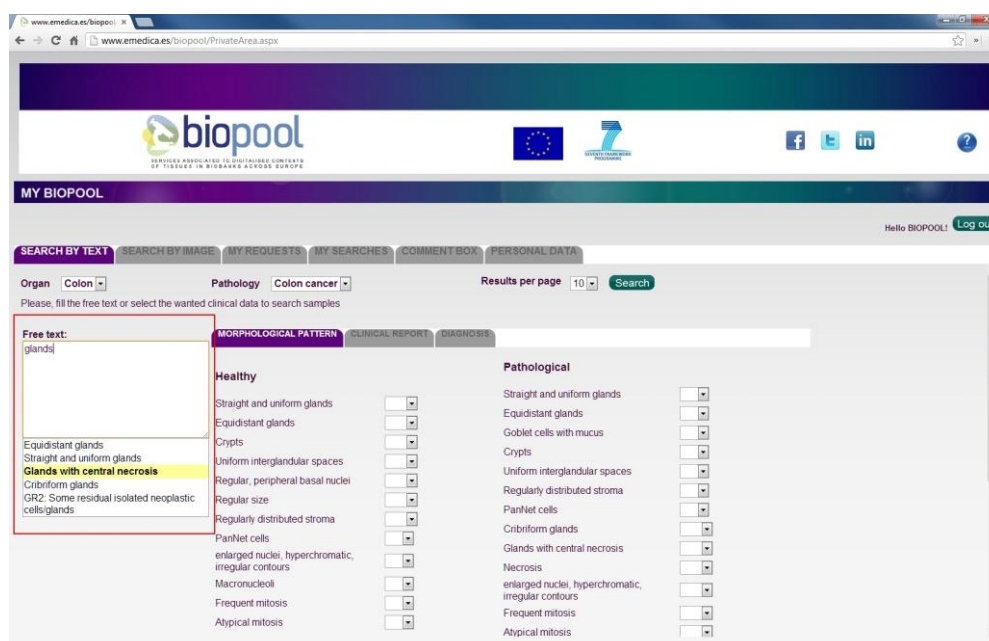 www.emedica.es/biopool
www.emedica.es/biopool/PrivateArea.aspx
biopool
SERVICES ASSOCIATED TO DIGITALISED CONTENTS
OF TISSUES IN BIOBANKS ACROSS EUROPE
7
SEVENTH FRAMEWORK
PROGRAMME
f
t
in
?
MY BIOPOOL
Hello BIOPOOL! Log ou
SEARCH BY TEXT SEARCH BY IMAGE MY REQUESTS MY SEARCHES COMMENT BOX PERSONAL DATA
Organ Colon Pathology Colon cancer Results per page 10 Search
Please, fill the free text or select the wanted clinical data to search samples
Free text:
glands
Equidistant glands
Straight and uniform glands
Glands with central necrosis
Cribriform glands
GR2: Some residual isolated neoplastic
cells/glands
MORPHOLOGICAL PATTERN CLINICAL REPORT DIAGNOSIS
Healthy
Straight and uniform glands
Equidistant glands
Crypts
Uniform interglandular spaces
Regular, peripheral basal nuclei
Regular size
Regularly distributed stroma
PanNet cells
enlarged nuclei, hyperchromatic,
irregular contours
Macronucleoli
Frequent mitosis
Atypical mitosis
Pathological
Straight and uniform glands
Equidistant glands
Goblet cells with mucus
Crypts
Uniform interglandular spaces
Regularly distributed stroma
PanNet cells
Cribriform glands
Glands with central necrosis
Necrosis
enlarged nuclei, hyperchromatic,
irregular contours
Frequent mitosis
Atypical mitosis